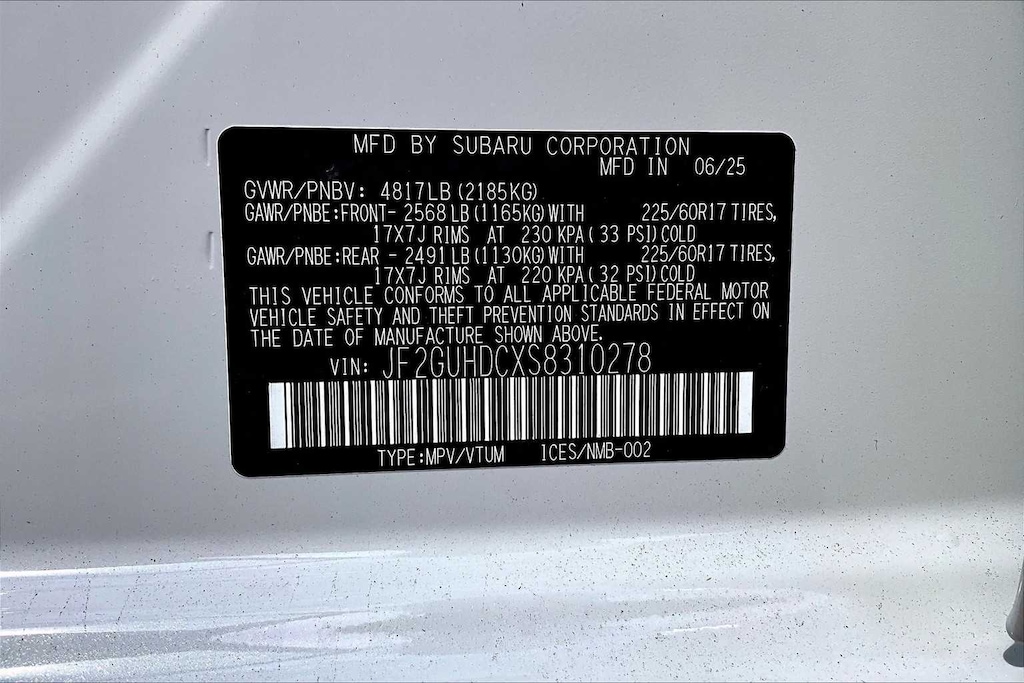 MFD BY SUBARU CORPORATION
MFD IN 06/25
GVWR/PNBV: 4817LB (2185KG)
GAWR/PNBE:FRONT- 2568 LB (1165KG) WITH 225/60R17 TIRES,
17X7J RIMS AT 230 KPA ( 33 PSI) COLD
GAWR/PNBE:REAR - 2491 LB (1130KG) WITH 225/60R17 TIRES,
17X7J RIMS AT 220 KPA ( 32 PSI) COLD
THIS VEHICLE CONFORMS TO ALL APPLICABLE FEDERAL MOTOR
VEHICLE SAFETY AND THEFT PREVENTION STANDARDS IN EFFECT ON
THE DATE OF MANUFACTURE SHOWN ABOVE.
VIN: JF2GUHDCXS8310278
TYPE:MPV/VTUM ICES/NMB-002